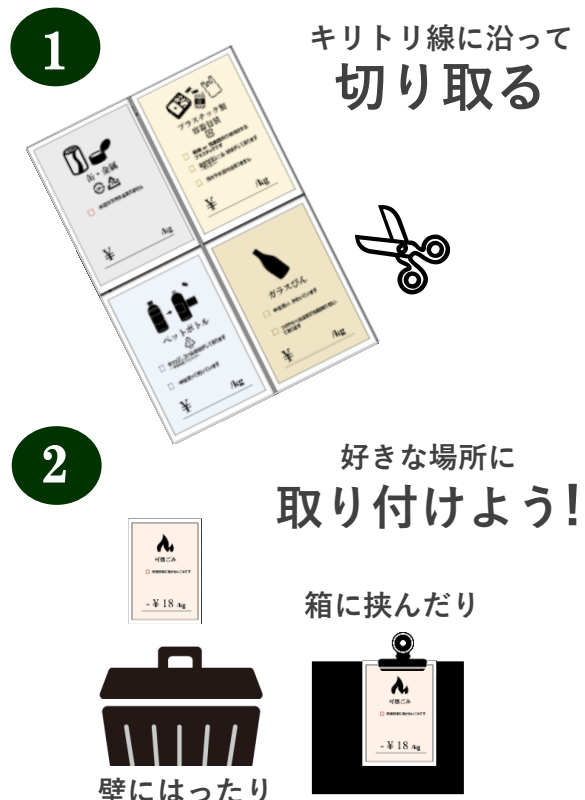 1
キリトリ線に沿って
切り取る
プラスチック製
容器包装
¥ /kg
缶・金属
¥ /kg
ガラスびん
¥ /kg
ペットボトル
¥ /kg
2
好きな場所に
取り付けよう!
可燃ごみ
¥ 18 /kg
箱に挟んだり
可燃ごみ
¥ 18 /kg
壁にはったり